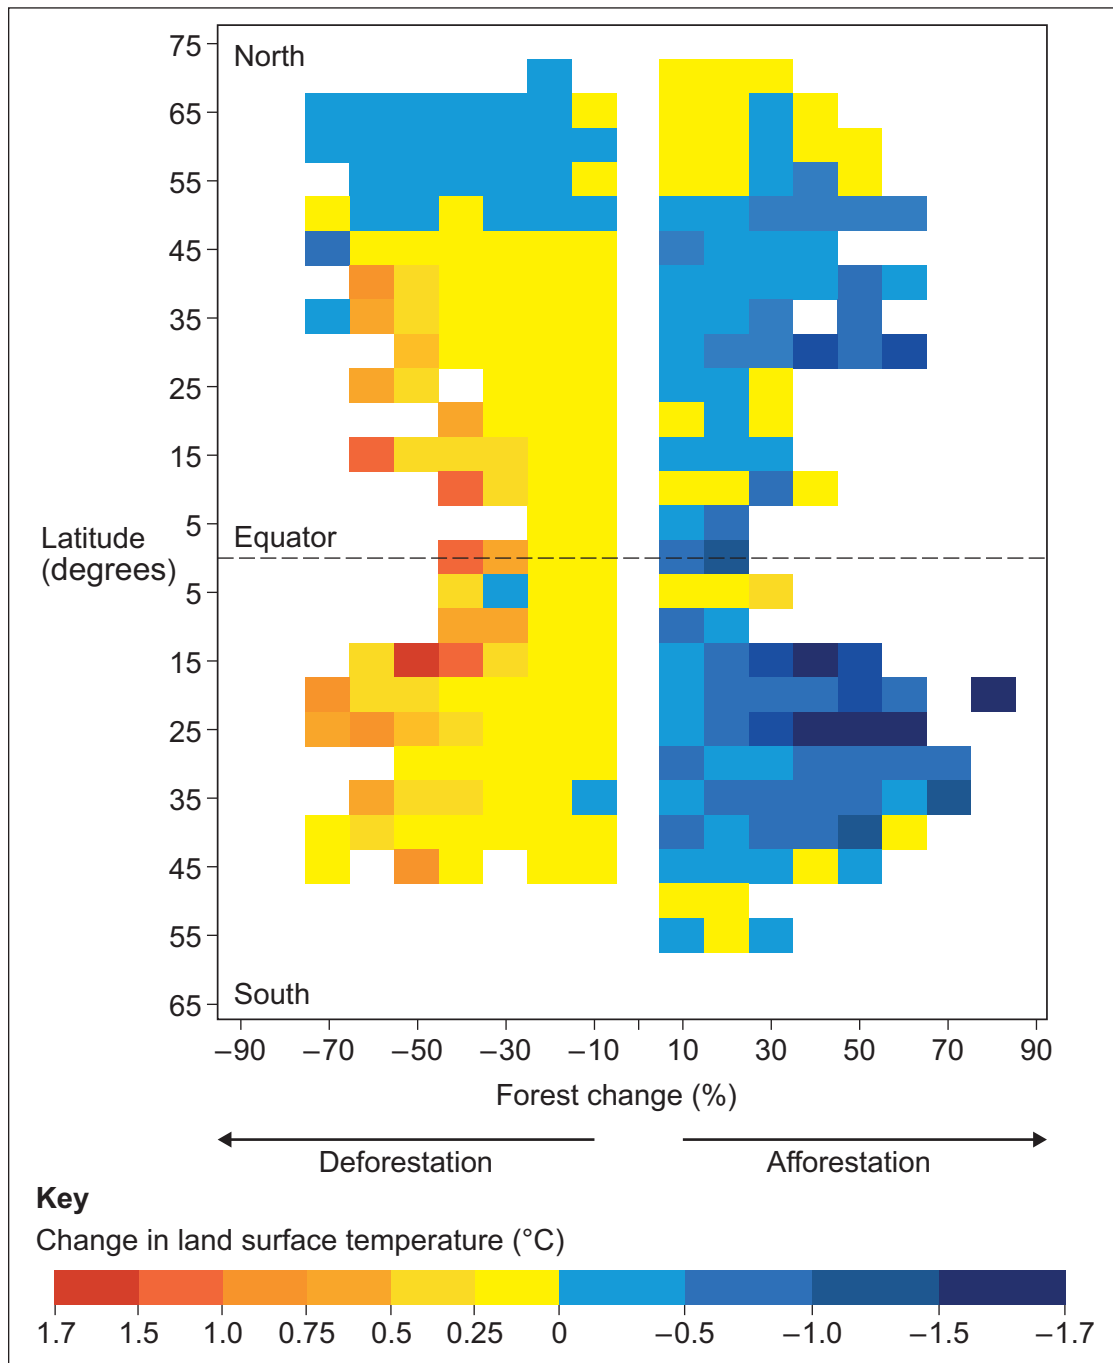 75
North
65
55
45
35
25
15
5
Equator
Latitude
(degrees)
5
15
25
35
45
55
South
65
–90 –70 –50 –30 –10 10 30 50 70 90
Forest change (%)
Deforestation Afforestation
Key
Change in land surface temperature (°C)
1.7 1.5 1.0 0.75 0.5 0.25 0 –0.5 –1.0 –1.5 –1.7